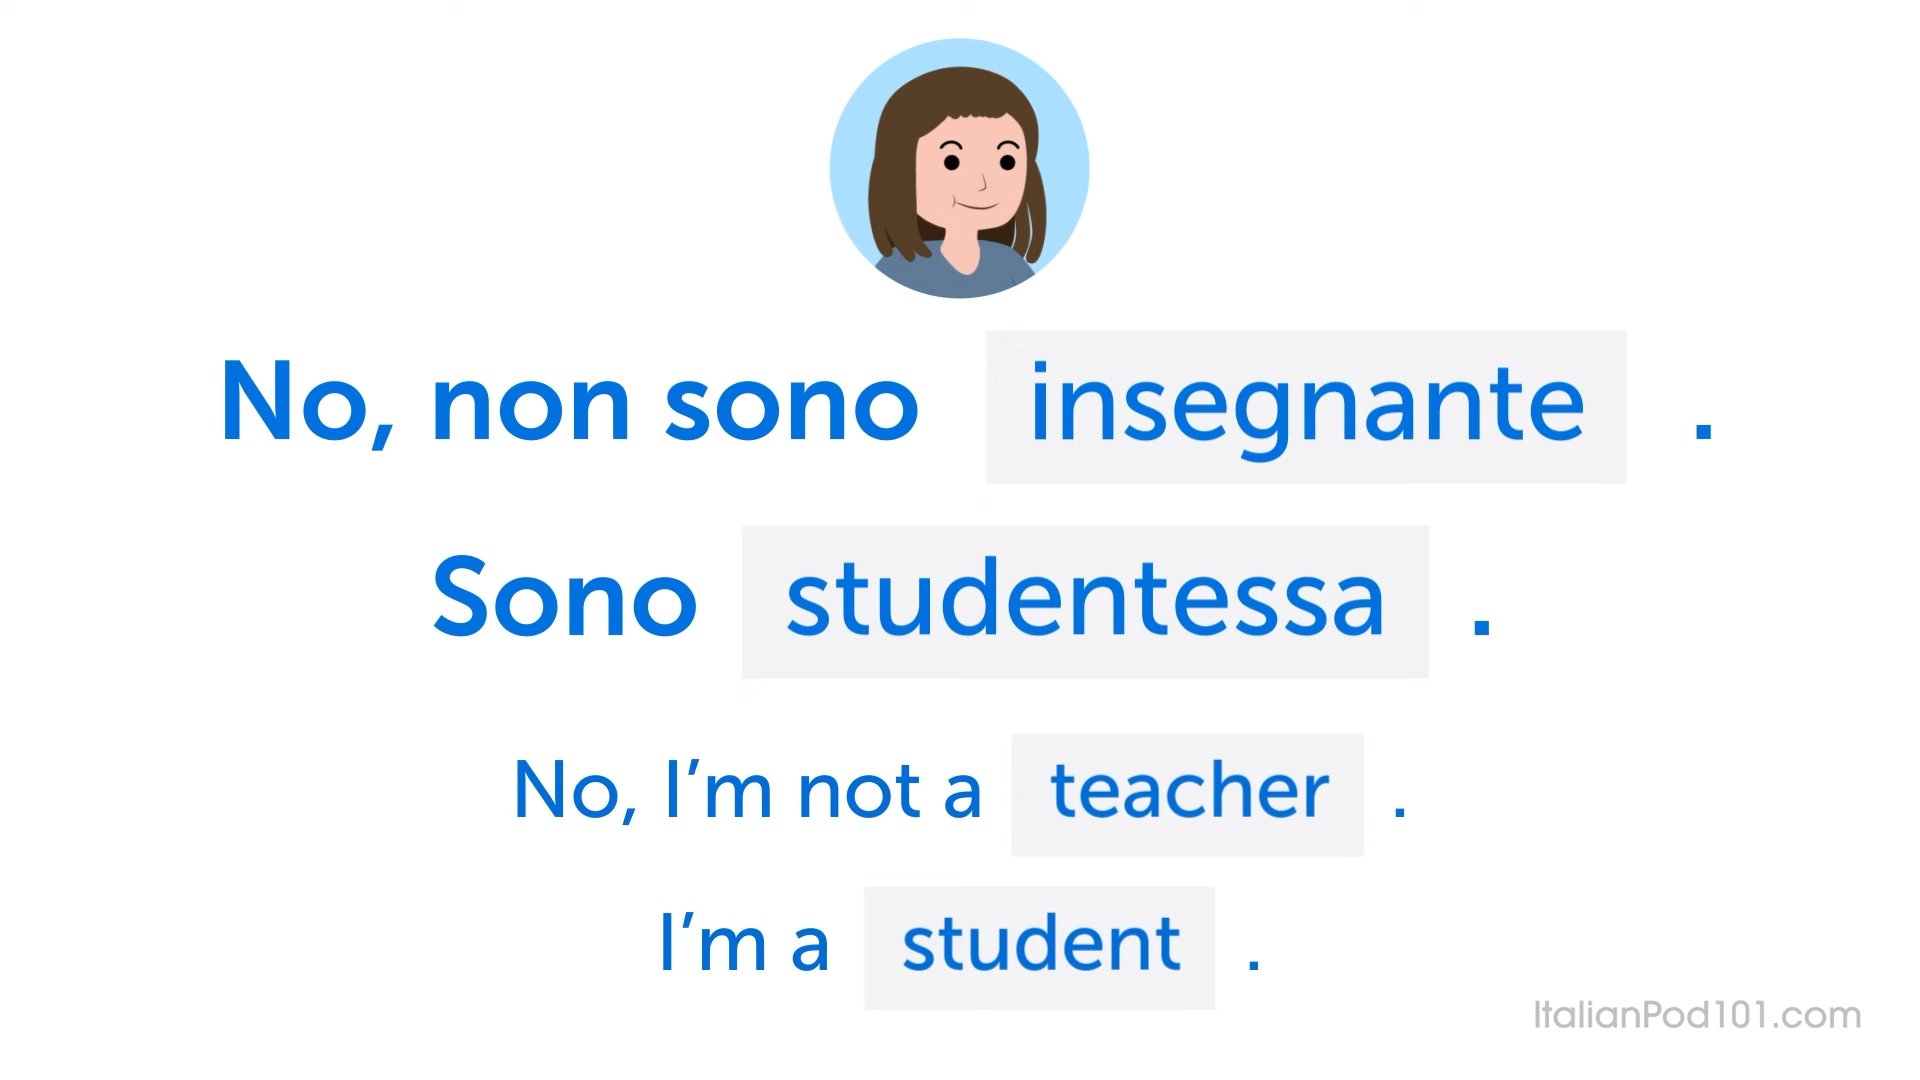 No, non sono insegnante .
Sono studentessa .
No, I’m not a teacher .
I’m a student .
ItalianPod101.com